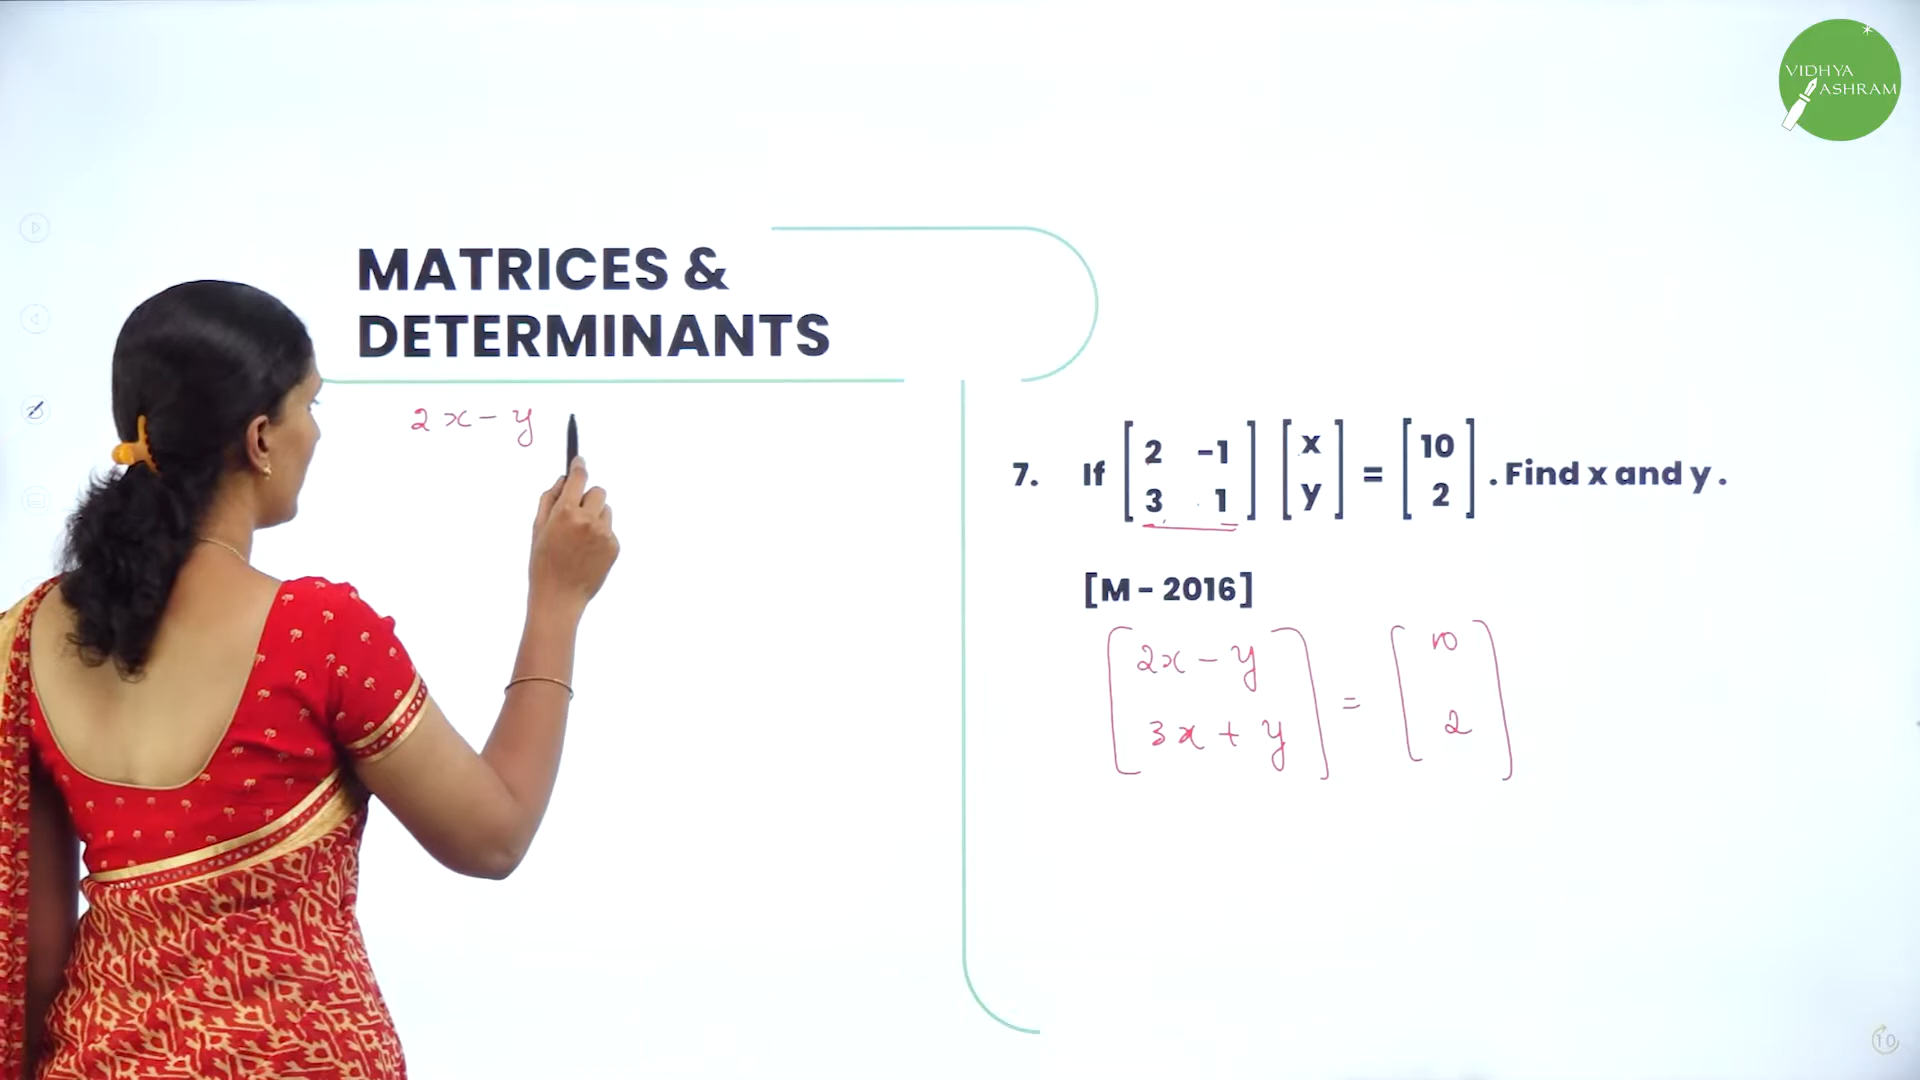 VIDHYA
ASHRAM
MATRICES &
DETERMINANTS
2x - y
7. If [2 -1 3 1] [x y] = [10 2]. Find x and y.
[M - 2016]
[2x - y 3x + y] = [10 2]
10